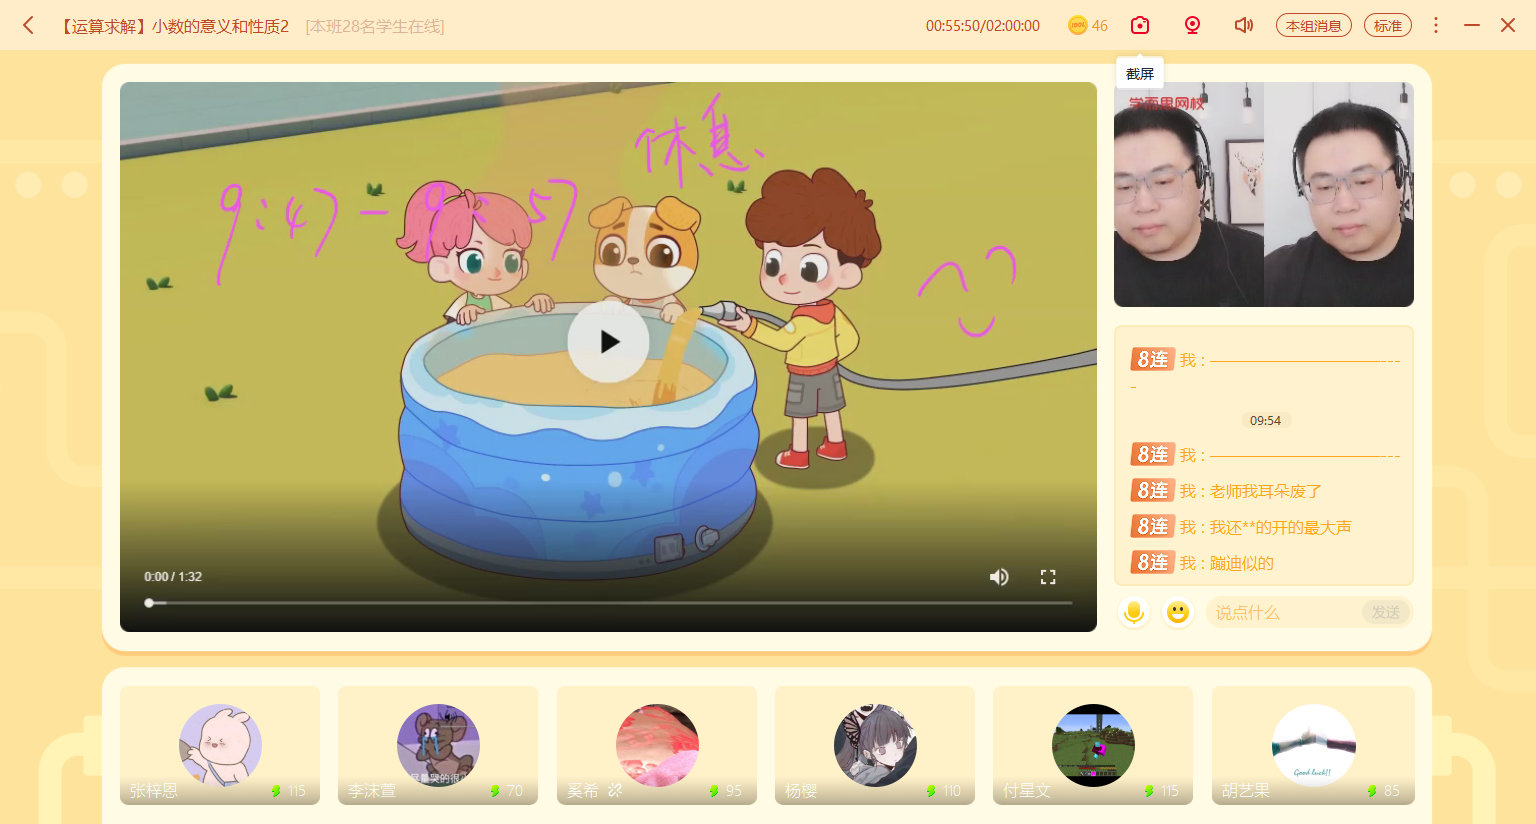 【运算求解】小数的意义和性质2 [本班28名学生在线]
00:55:50/02:00:00
100%
46
本组消息
标准
截屏
学而思网校
休息
9:47-9:57
0:00 / 1:32
8连 我 : ————————————---
-
09:54
8连 我 : ————————————---
8连 我 : 老师我耳朵废了
8连 我 : 我还**的开的最大声
8连 我 : 蹦迪似的
说点什么
发送
张梓恩 115
李沫萱 70
奚希 95
杨樱 110
付星文 115
胡艺果 85
Good luck!!